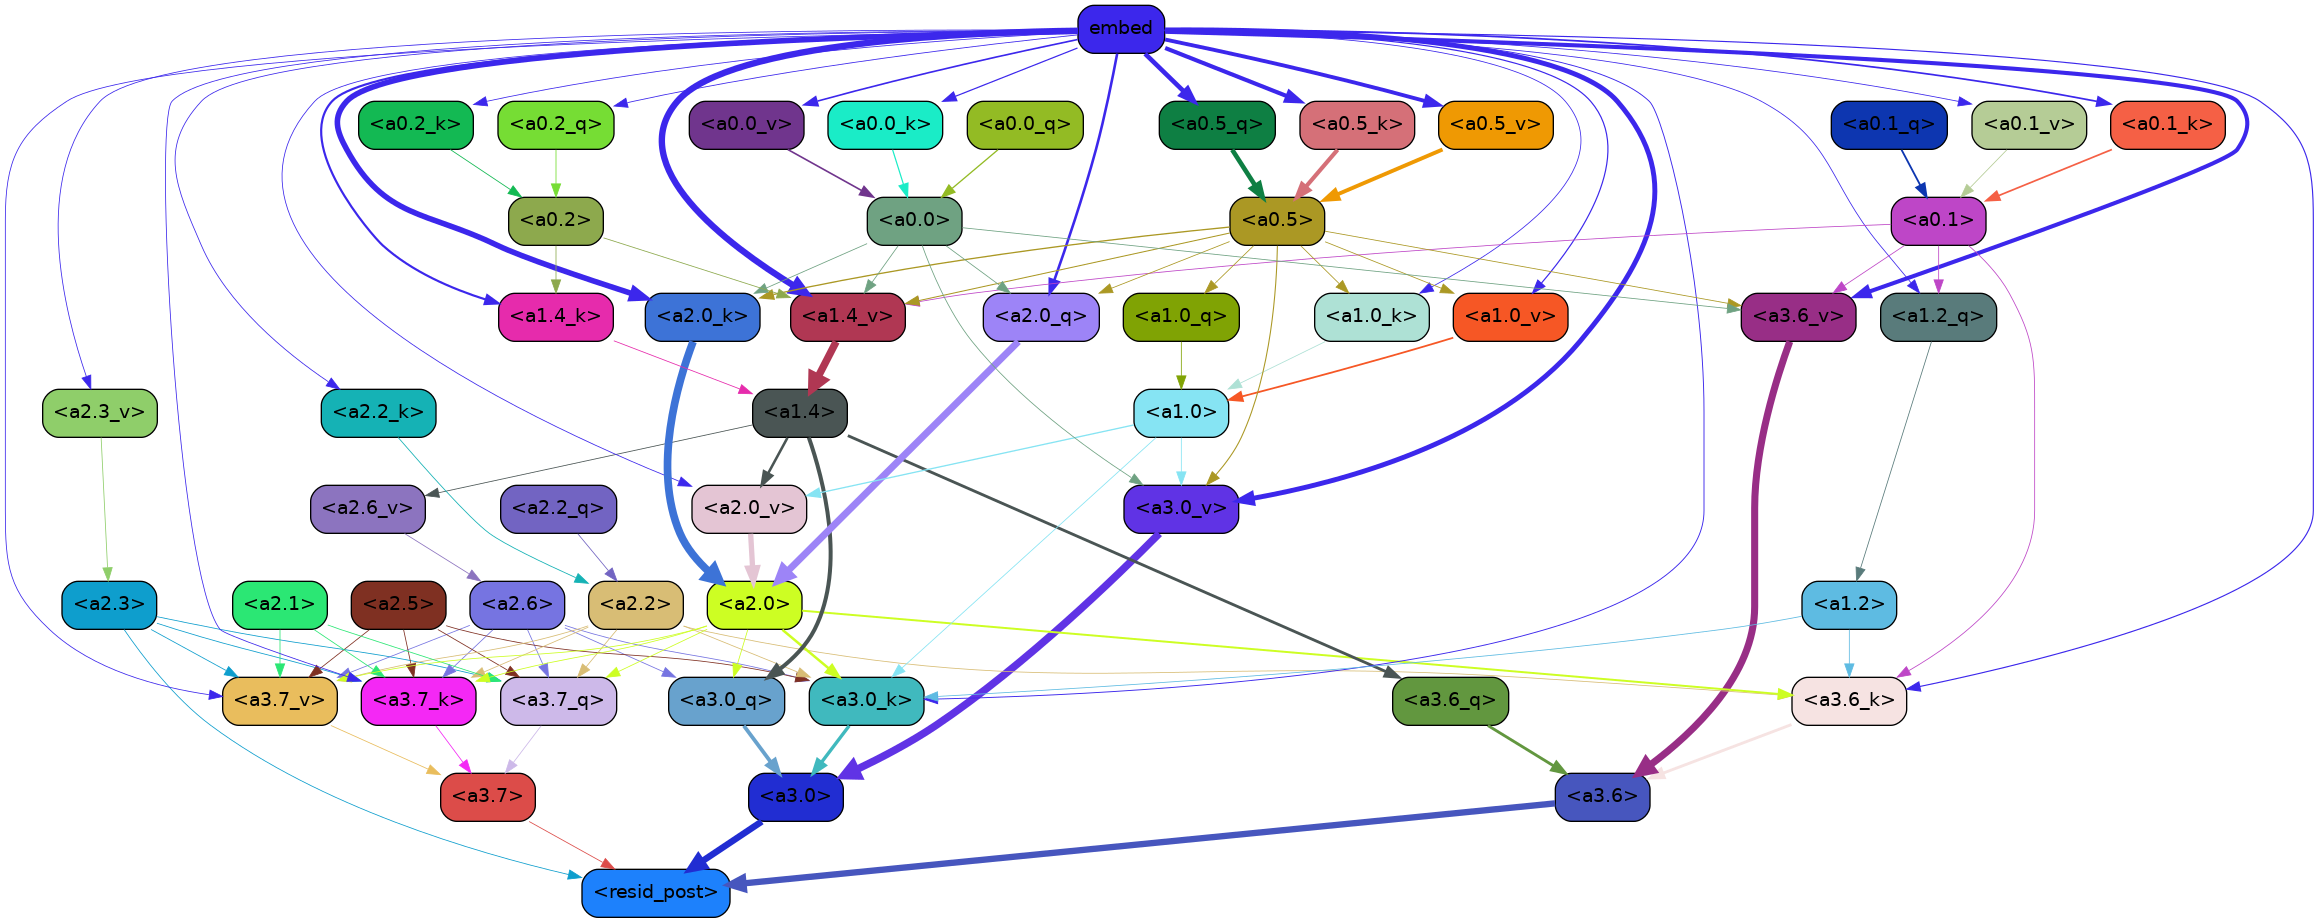 embed
<a0.2_k> <a0.2_q> <a0.0_v> <a0.0_k> <a0.0_q> <a0.5_q> <a0.5_k> <a0.5_v> <a0.1_q> <a0.1_v> <a0.1_k>
<a0.2> <a0.0> <a0.5> <a0.1>
<a1.4_k> <a2.0_k> <a1.4_v> <a2.0_q> <a1.0_q> <a1.0_k> <a1.0_v> <a3.6_v> <a1.2_q>
<a2.3_v> <a2.2_k> <a1.4> <a1.0>
<a2.6_v> <a2.2_q> <a2.0_v> <a3.0_v>
<a2.3> <a2.1> <a2.5> <a2.6> <a2.2> <a2.0> <a1.2>
<a3.7_v> <a3.7_k> <a3.7_q> <a3.0_q> <a3.0_k> <a3.6_q> <a3.6_k>
<a3.7> <a3.0> <a3.6>
<resid_post>